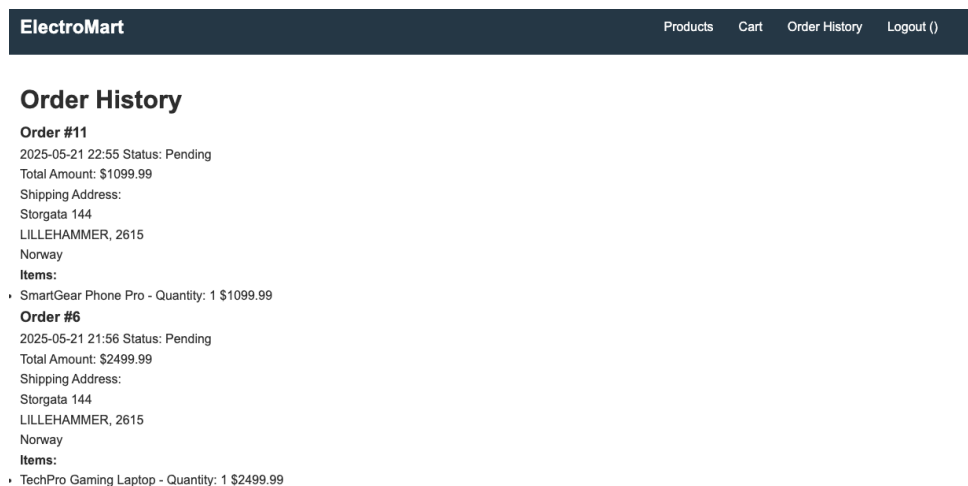 ElectroMart
Products Cart Order History Logout ()
Order History
Order #11
2025-05-21 22:55 Status: Pending
Total Amount: $1099.99
Shipping Address:
Storgata 144
LILLEHAMMER, 2615
Norway
Items:
SmartGear Phone Pro - Quantity: 1 $1099.99
Order #6
2025-05-21 21:56 Status: Pending
Total Amount: $2499.99
Shipping Address:
Storgata 144
LILLEHAMMER, 2615
Norway
Items:
TechPro Gaming Laptop - Quantity: 1 $2499.99